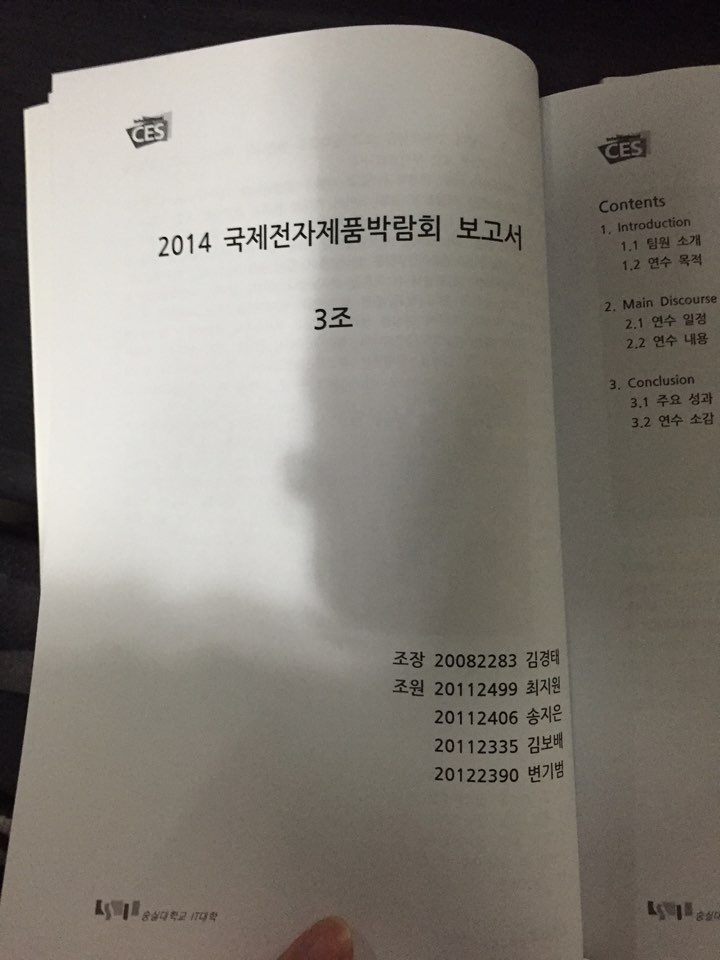 CES
2014 국제전자제품박람회 보고서
3조
조장 20082283 김경태
조원 20112499 최지원
20112406 송지은
20112335 김보배
20122390 변기범
숭실대학교 IT대학
CES
Contents
1. Introduction
1.1 팀원 소개
1.2 연수 목적
2. Main Discourse
2.1 연수 일정
2.2 연수 내용
3. Conclusion
3.1 주요 성과
3.2 연수 소감